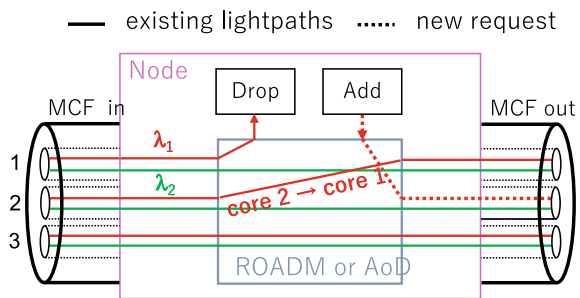 existing lightpaths
new request
Node
MCF in
Drop
Add
MCF out
1
λ1
2
λ2
core 2 → core 1
3
ROADM or AoD